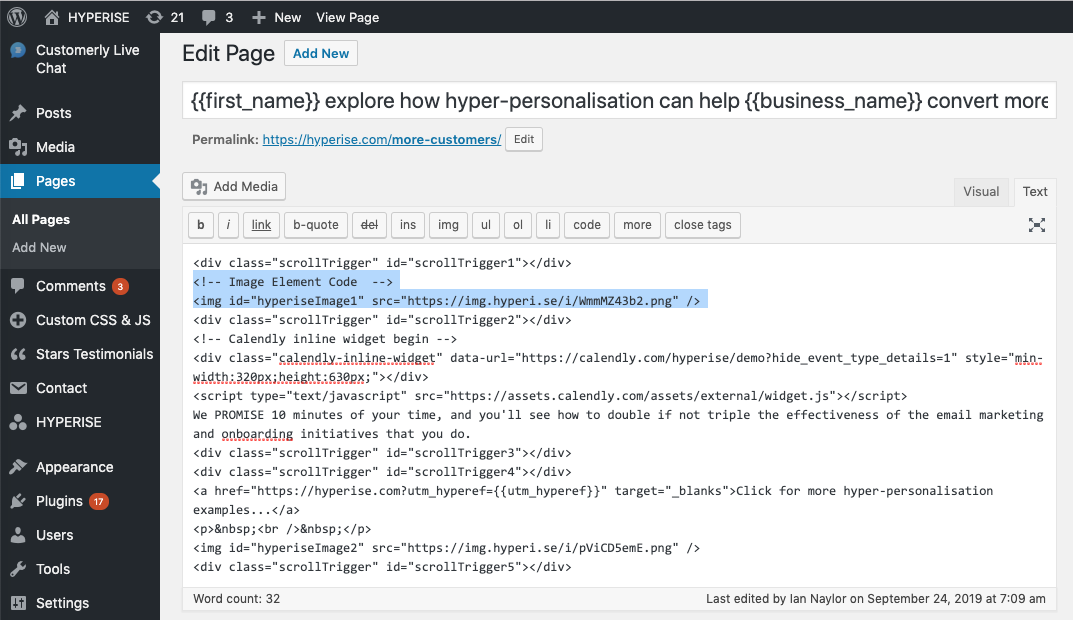 HYPERISE 21 3 New View Page
Customerly Live
Chat
Posts
Media
Pages
All Pages
Add New
Comments 3
Custom CSS & JS
Stars Testimonials
Contact
HYPERISE
Appearance
Plugins 17
Users
Tools
Settings
Edit Page Add New
{{first_name}} explore how hyper-personalisation can help {{business_name}} convert more
Permalink: https://hyperise.com/more-customers/ Edit
Add Media
Visual Text
b i link b-quote del ins img ul ol li code more close tags
<div class="scrollTrigger" id="scrollTrigger1"></div>
<!-- Image Element Code  -->
<img id="hyperiseImage1" src="https://img.hyperi.se/i/WmmMZ43b2.png" />
<div class="scrollTrigger" id="scrollTrigger2"></div>
<!-- Calendly inline widget begin -->
<div class="calendly-inline-widget" data-url="https://calendly.com/hyperise/demo?hide_event_type_details=1" style="min-
width:320px;height:630px;"></div>
<script type="text/javascript" src="https://assets.calendly.com/assets/external/widget.js"></script>
We PROMISE 10 minutes of your time, and you'll see how to double if not triple the effectiveness of the email marketing
and onboarding initiatives that you do.
<div class="scrollTrigger" id="scrollTrigger3"></div>
<div class="scrollTrigger" id="scrollTrigger4"></div>
<a href="https://hyperise.com?utm_hyperef={{utm_hyperef}}" target="_blanks">Click for more hyper-personalisation
examples...</a>
<p>&nbsp;<br />&nbsp;</p>
<img id="hyperiseImage2" src="https://img.hyperi.se/i/pViCD5emE.png" />
<div class="scrollTrigger" id="scrollTrigger5"></div>
Word count: 32
Last edited by Ian Naylor on September 24, 2019 at 7:09 am